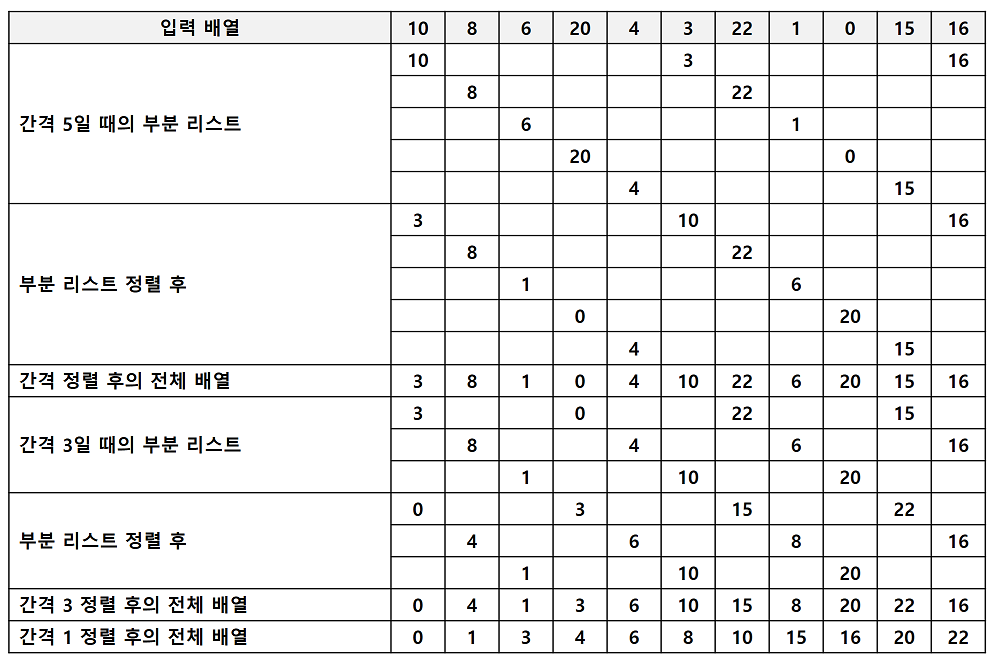 입력 배열 10 8 6 20 4 3 22 1 0 15 16
간격 5일 때의 부분 리스트
10 3 16
8 22
6 1
20 0
4 15
부분 리스트 정렬 후
3 10 16
8 22
1 6
0 20
4 15
간격 정렬 후의 전체 배열 3 8 1 0 4 10 22 6 20 15 16
간격 3일 때의 부분 리스트
3 0 22 15
8 4 6 16
1 10 20
부분 리스트 정렬 후
0 3 15 22
4 6 8 16
1 10 20
간격 3 정렬 후의 전체 배열 0 4 1 3 6 10 15 8 20 22 16
간격 1 정렬 후의 전체 배열 0 1 3 4 6 8 10 15 16 20 22